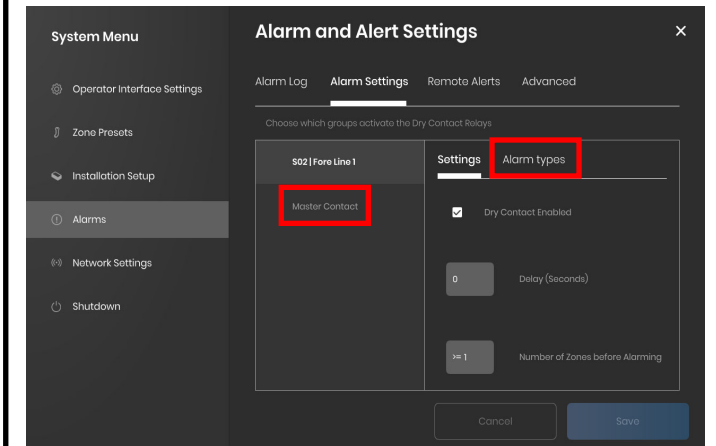 System Menu
Operator Interface Settings
Zone Presets
Installation Setup
Alarms
Network Settings
Shutdown
Alarm and Alert Settings
Alarm Log
Alarm Settings
Remote Alerts
Advanced
Choose which groups activate the Dry Contact Relays
S02 | Fore Line 1
Master Contact
Settings
Alarm types
Dry Contact Enabled
0
Delay (Seconds)
>= 1
Number of Zones before Alarming
Cancel
Save